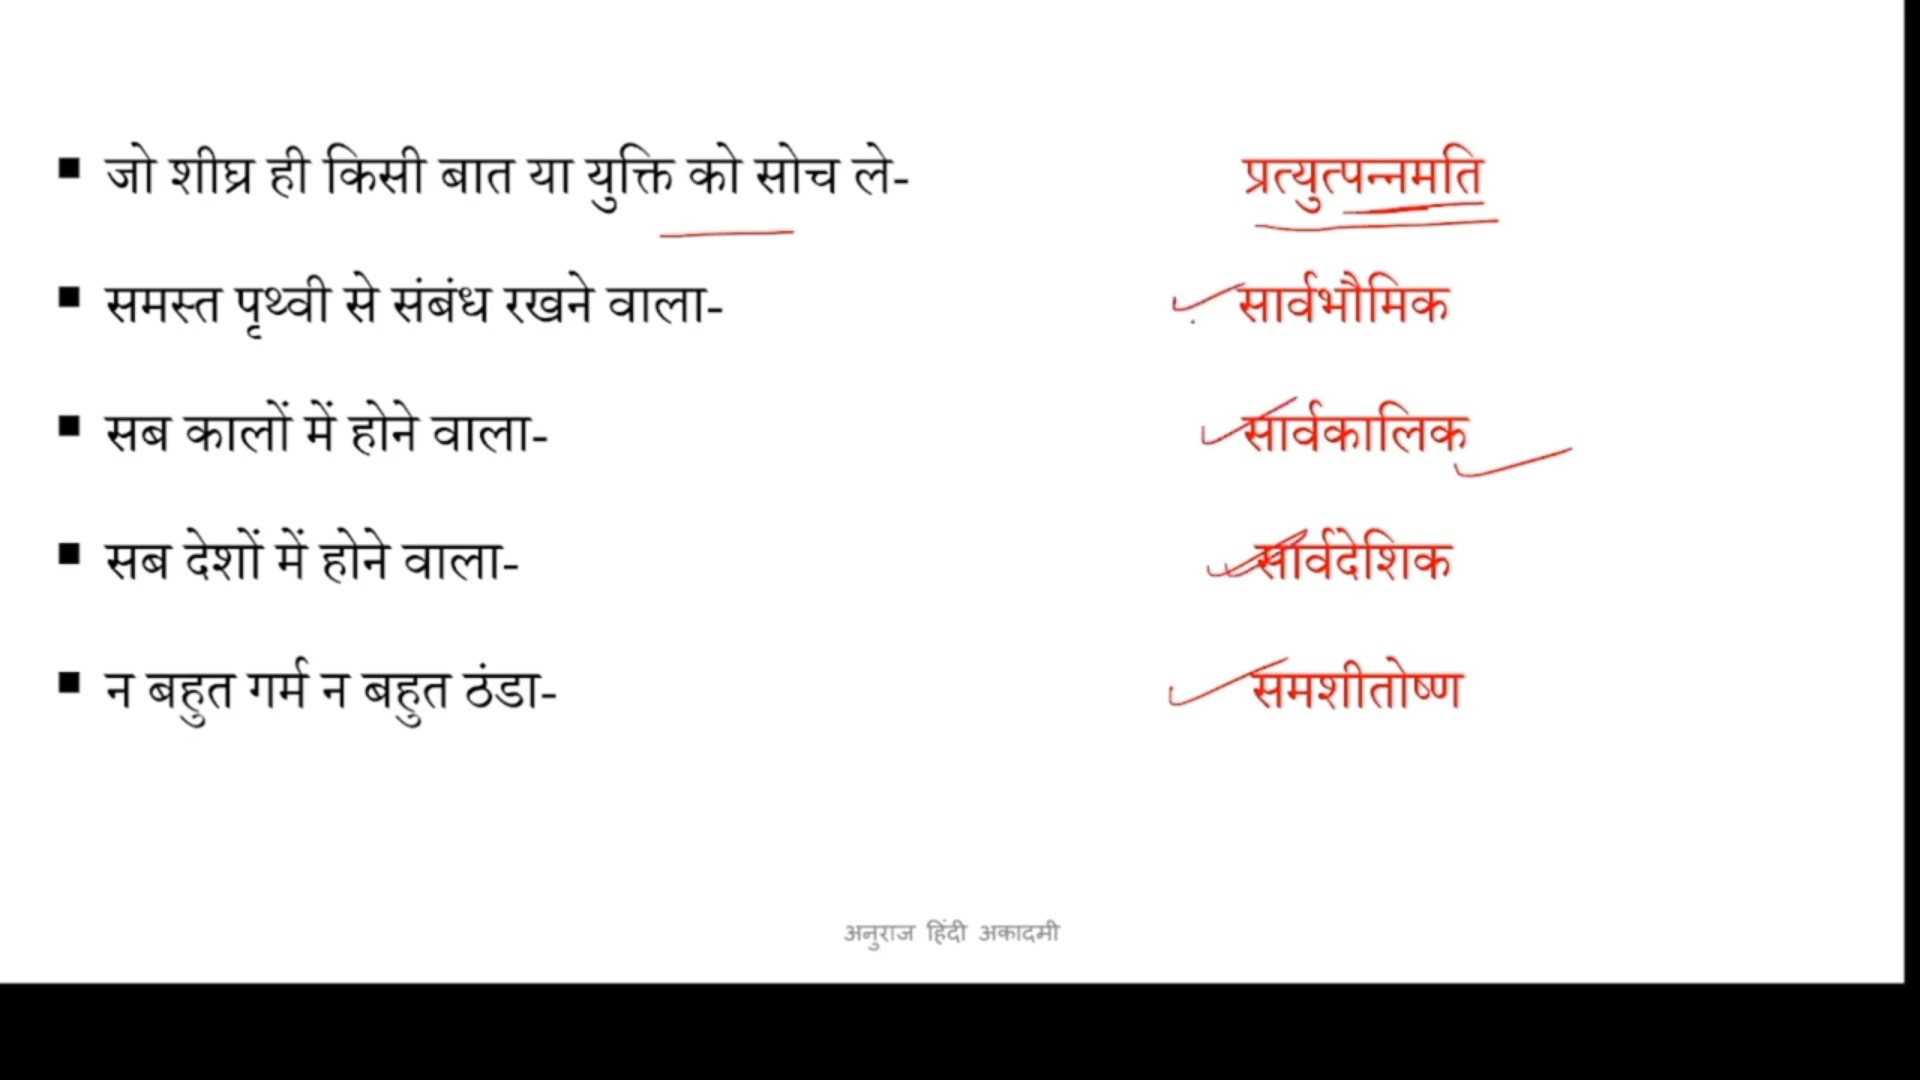 जो शीघ्र ही किसी बात या युक्ति को सोच ले- प्रत्युत्पन्नमति
समस्त पृथ्वी से संबंध रखने वाला- सार्वभौमिक
सब कालों में होने वाला- सार्वकालिक
सब देशों में होने वाला- सार्वदेशिक
न बहुत गर्म न बहुत ठंडा- समशीतोष्ण
अनुराज हिंदी अकादमी